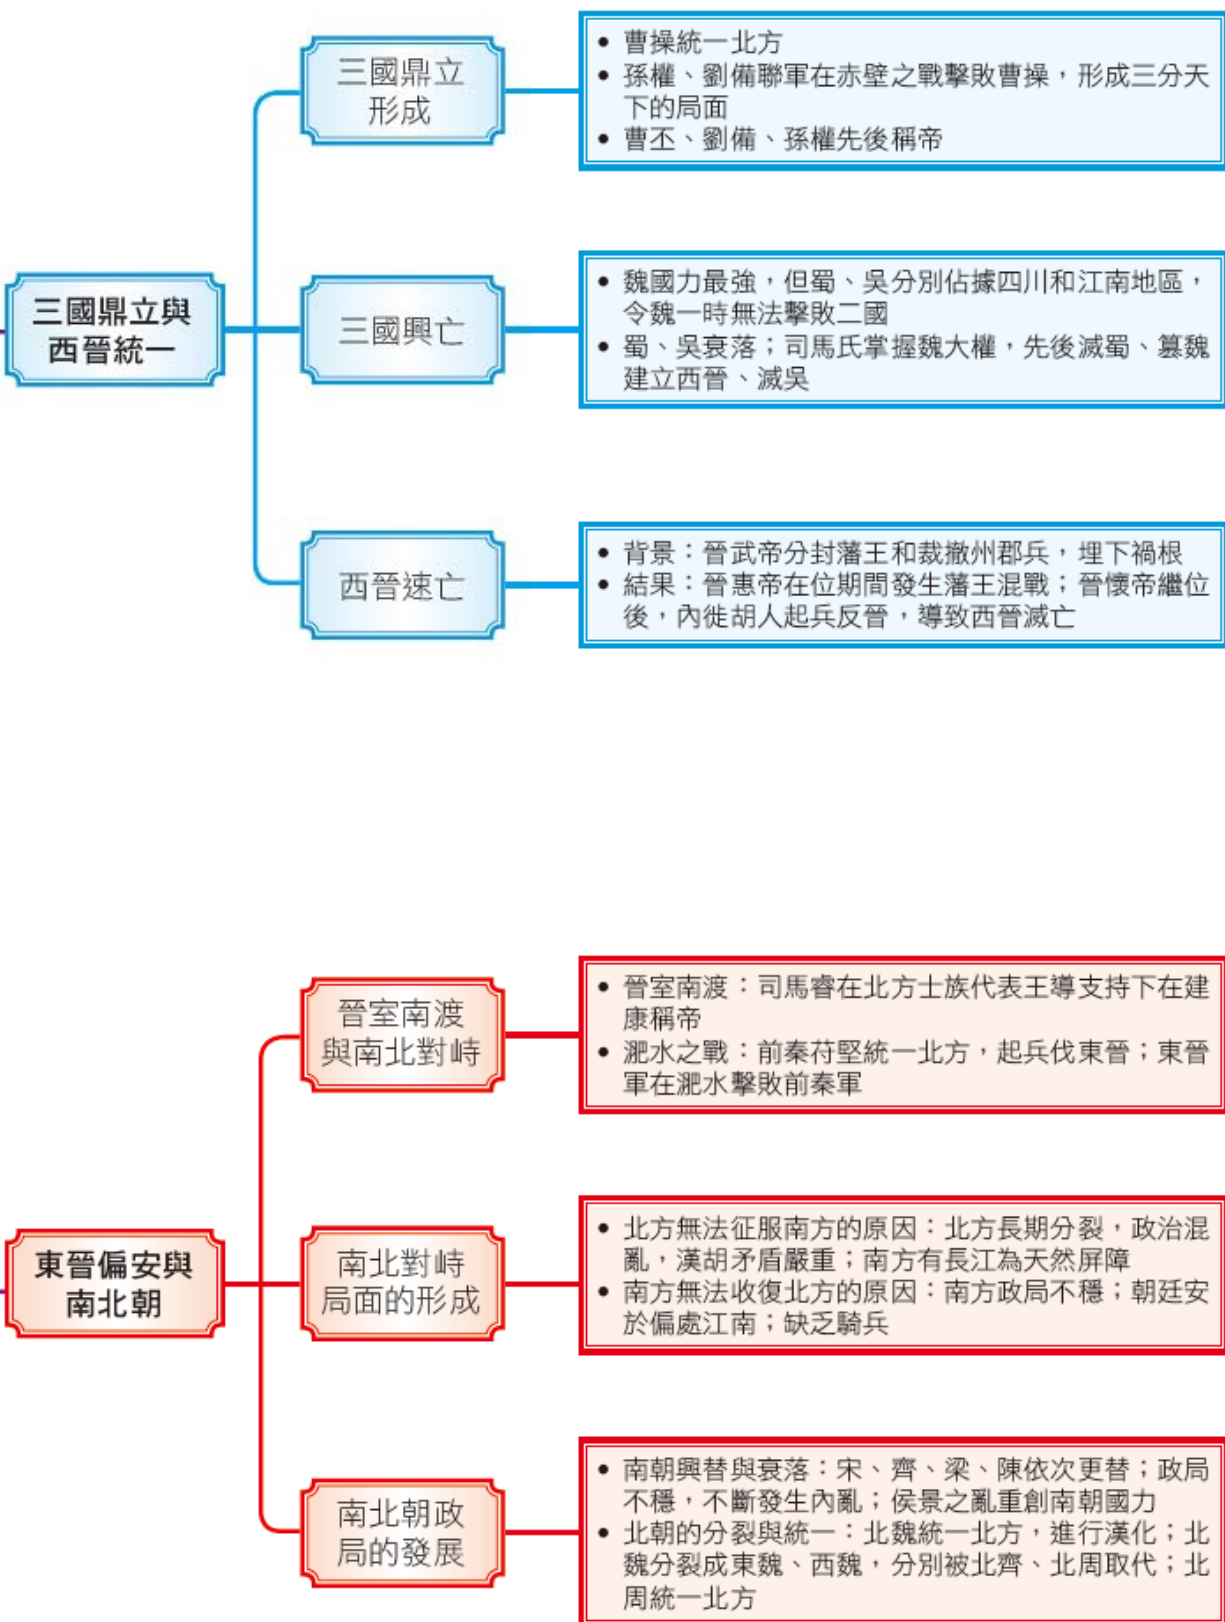 三國鼎立與
西晉統一
三國鼎立
形成
• 曹操統一北方
• 孫權、劉備聯軍在赤壁之戰擊敗曹操，形成三分天
下的局面
• 曹丕、劉備、孫權先後稱帝
三國興亡
• 魏國力最強，但蜀、吳分別佔據四川和江南地區，
令魏一時無法擊敗二國
• 蜀、吳衰落；司馬氏掌握魏大權，先後滅蜀、篡魏
建立西晉、滅吳
西晉速亡
• 背景：晉武帝分封藩王和裁撤州郡兵，埋下禍根
• 結果：晉惠帝在位期間發生藩王混戰；晉懷帝繼位
後，內徙胡人起兵反晉，導致西晉滅亡
東晉偏安與
南北朝
晉室南渡
與南北對峙
• 晉室南渡：司馬睿在北方士族代表王導支持下在建
康稱帝
• 淝水之戰：前秦苻堅統一北方，起兵伐東晉；東晉
軍在淝水擊敗前秦軍
南北對峙
局面的形成
• 北方無法征服南方的原因：北方長期分裂，政治混
亂，漢胡矛盾嚴重；南方有長江為天然屏障
• 南方無法收復北方的原因：南方政局不穩；朝廷安
於偏處江南；缺乏騎兵
南北朝政
局的發展
• 南朝興替與衰落：宋、齊、梁、陳依次更替；政局
不穩，不斷發生內亂；侯景之亂重創南朝國力
• 北朝的分裂與統一：北魏統一北方，進行漢化；北
魏分裂成東魏、西魏，分別被北齊、北周取代；北
周統一北方